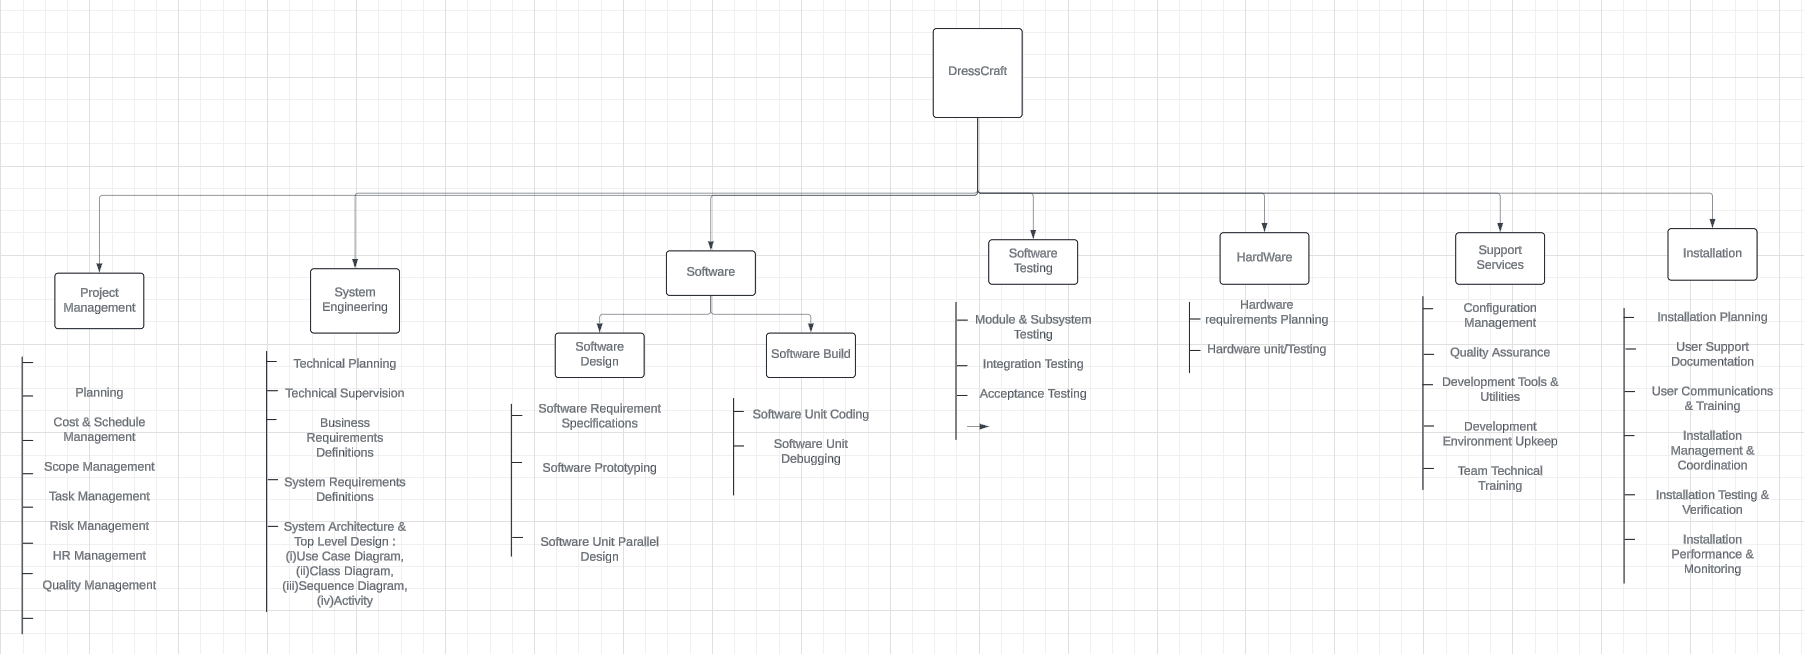 DressCraft
Project
Management
Planning
Cost & Schedule
Management
Scope Management
Task Management
Risk Management
HR Management
Quality Management
System
Engineering
Technical Planning
Technical Supervision
Business
Requirements
Definitions
System Requirements
Definitions
System Architecture &
Top Level Design :
(i)Use Case Diagram,
(ii)Class Diagram,
(iii)Sequence Diagram,
(iv)Activity
Software
Software
Design
Software Requirement
Specifications
Software Prototyping
Software Unit Parallel
Design
Software Build
Software Unit Coding
Software Unit
Debugging
Software
Testing
Module & Subsystem
Testing
Integration Testing
Acceptance Testing
HardWare
Hardware
requirements Planning
Hardware unit/Testing
Support
Services
Configuration
Management
Quality Assurance
Development Tools &
Utilities
Development
Environment Upkeep
Team Technical
Training
Installation
Installation Planning
User Support
Documentation
User Communications
& Training
Installation
Management &
Coordination
Installation Testing &
Verification
Installation
Performance &
Monitoring